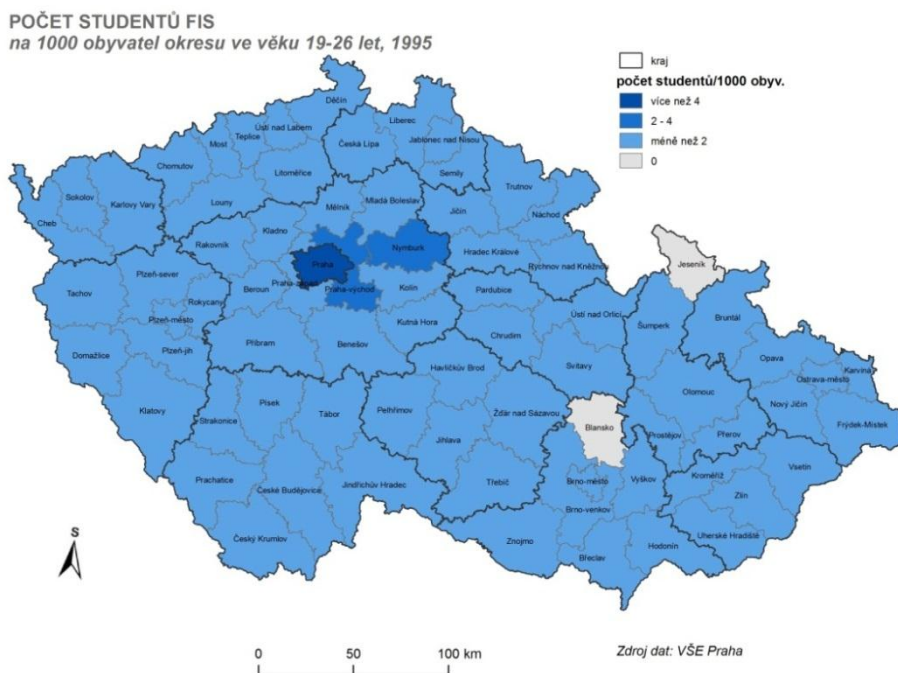 POČET STUDENTŮ FIS
na 1000 obyvatel okresu ve věku 19-26 let, 1995
kraj
počet studentů/1000 obyv.
více než 4
2 - 4
méně než 2
0
Děčín
Liberec
Ústí nad Labem
Teplice
Most
Česká Lípa
Jablonec nad Nisou
Chomutov
Litoměřice
Semily
Trutnov
Sokolov
Karlovy Vary
Louny
Mělník
Mladá Boleslav
Jičín
Náchod
Cheb
Kladno
Rakovník
Nymburk
Hradec Králové
Praha
Rychnov nad Kněžnou
Jeseník
Plzeň-sever
Beroun
Praha-východ
Kolín
Pardubice
Tachov
Rokycany
Ústí nad Orlicí
Šumperk
Bruntál
Plzeň-město
Kutná Hora
Chrudim
Příbram
Benešov
Plzeň-jih
Domažlice
Svitavy
Opava
Karviná
Ostrava-město
Havlíčkův Brod
Klatovy
Olomouc
Nový Jičín
Písek
Tábor
Pelhřimov
Žďár nad Sázavou
Strakonice
Blansko
Frýdek-Místek
Prostějov
Přerov
Jihlava
Vsetín
Prachatice
Třebíč
Vyškov
Kroměříž
Brno-město
Jindřichův Hradec
České Budějovice
Zlín
Brno-venkov
Uherské Hradiště
Český Krumlov
Znojmo
Hodonín
Břeclav
S
0 50 100 km
Zdroj dat: VŠE Praha